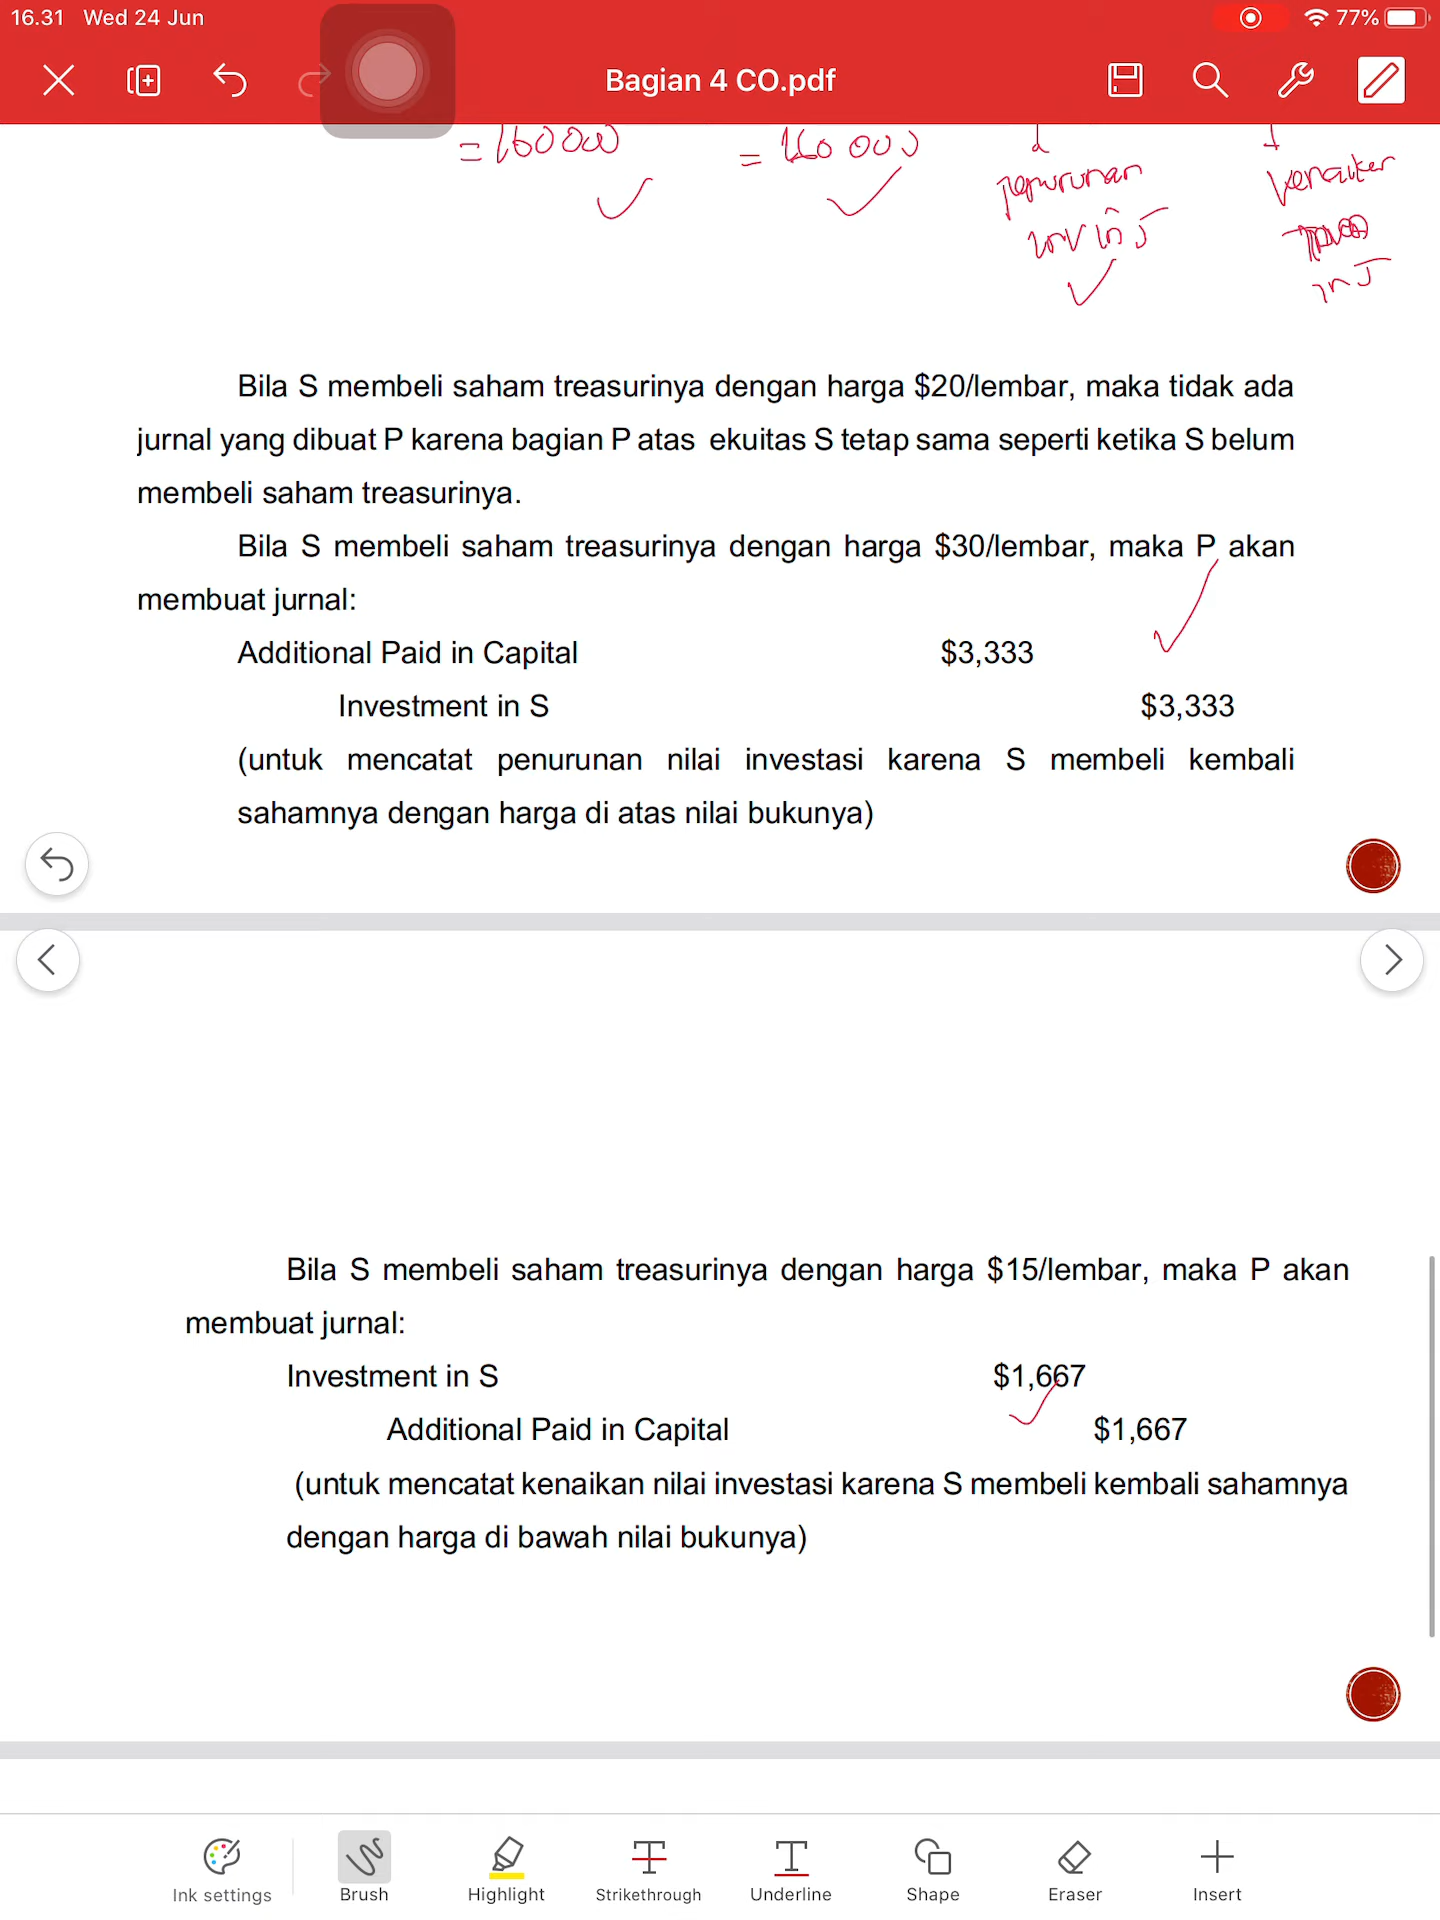 16.31 Wed 24 Jun
77%
Bagian 4 CO.pdf
= 160 000
= 160 000
penurunan
inv in S
kenaikan
in S
Bila S membeli saham treasurinya dengan harga $20/lembar, maka tidak ada
jurnal yang dibuat P karena bagian P atas ekuitas S tetap sama seperti ketika S belum
membeli saham treasurinya.
Bila S membeli saham treasurinya dengan harga $30/lembar, maka P akan
membuat jurnal:
Additional Paid in Capital $3,333
Investment in S $3,333
(untuk mencatat penurunan nilai investasi karena S membeli kembali
sahamnya dengan harga di atas nilai bukunya)
Bila S membeli saham treasurinya dengan harga $15/lembar, maka P akan
membuat jurnal:
Investment in S $1,667
Additional Paid in Capital $1,667
(untuk mencatat kenaikan nilai investasi karena S membeli kembali sahamnya
dengan harga di bawah nilai bukunya)
Ink settings
Brush
Highlight
Strikethrough
Underline
Shape
Eraser
Insert